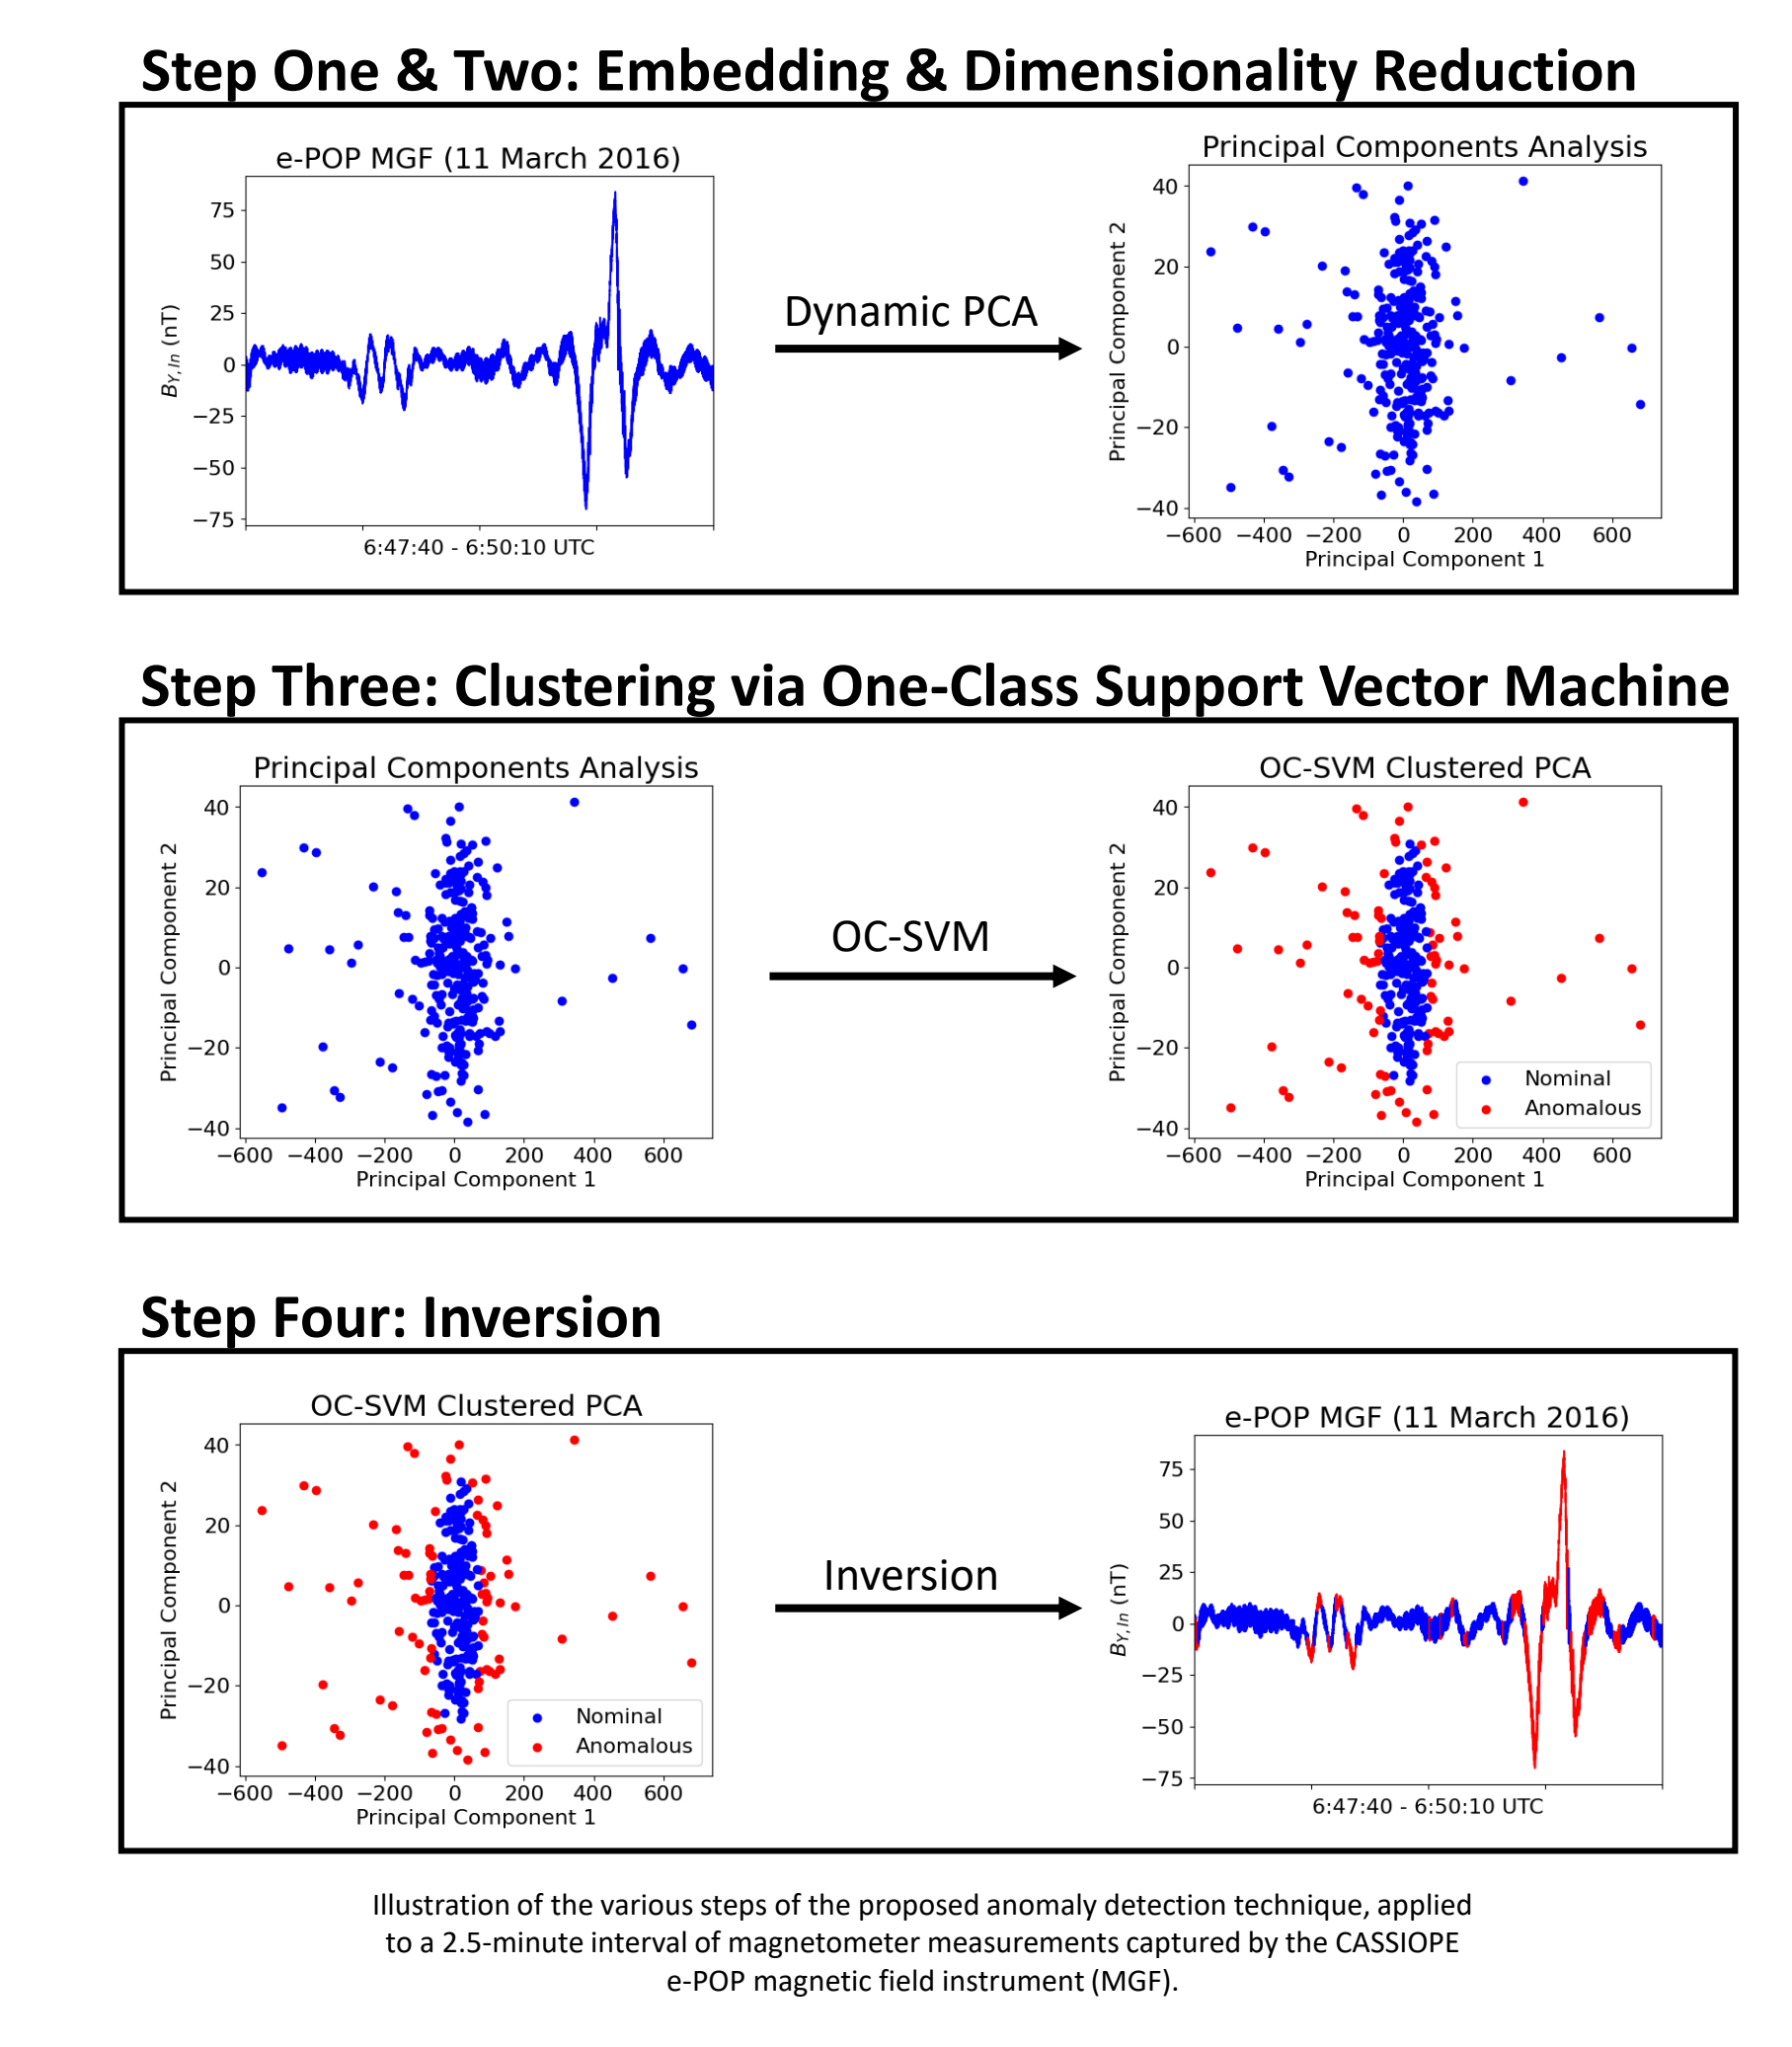 Step One & Two: Embedding & Dimensionality Reduction
e-POP MGF (11 March 2016)
75
50
25
0
−25
−50
−75
B_{Y, In} (nT)
6:47:40 - 6:50:10 UTC
Dynamic PCA
Principal Components Analysis
40
20
0
−20
−40
Principal Component 2
−600 −400 −200 0 200 400 600
Principal Component 1
Step Three: Clustering via One-Class Support Vector Machine
Principal Components Analysis
40
20
0
−20
−40
Principal Component 2
−600 −400 −200 0 200 400 600
Principal Component 1
OC-SVM
OC-SVM Clustered PCA
40
20
0
−20
−40
Principal Component 2
Nominal
Anomalous
−600 −400 −200 0 200 400 600
Principal Component 1
Step Four: Inversion
OC-SVM Clustered PCA
40
20
0
−20
−40
Principal Component 2
Nominal
Anomalous
−600 −400 −200 0 200 400 600
Principal Component 1
Inversion
e-POP MGF (11 March 2016)
75
50
25
0
−25
−50
−75
B_{Y, In} (nT)
6:47:40 - 6:50:10 UTC
Illustration of the various steps of the proposed anomaly detection technique, applied
to a 2.5-minute interval of magnetometer measurements captured by the CASSIOPE
e-POP magnetic field instrument (MGF).